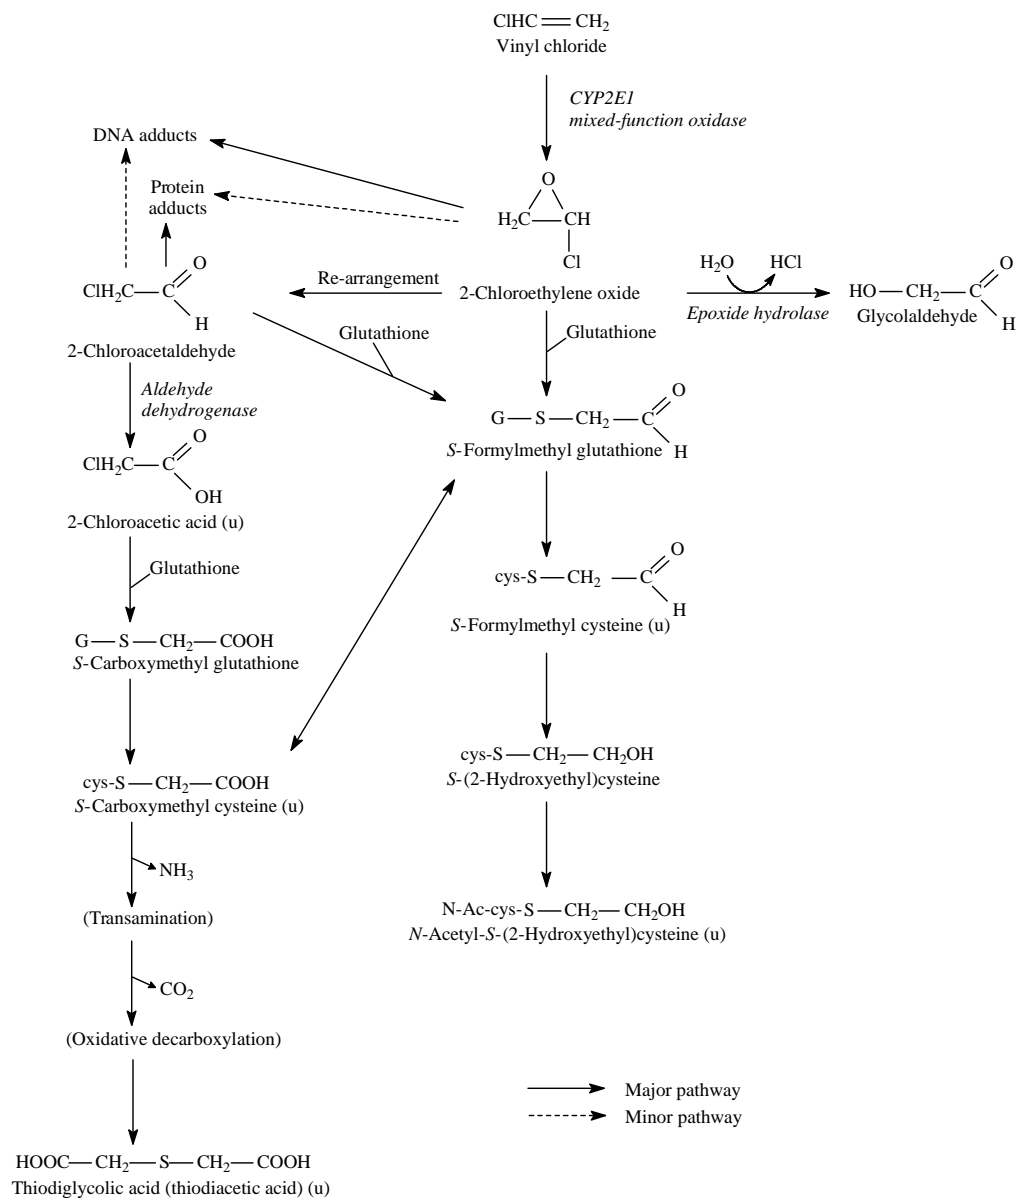 ClHC=CH2
Vinyl chloride
CYP2E1
mixed-function oxidase
DNA adducts
Protein
adducts
O
H2C CH
Cl
2-Chloroethylene oxide
Re-arrangement
H2O HCl
Epoxide hydrolase
HO—CH2—C
O
H
Glycolaldehyde
ClH2C—C
O
H
2-Chloroacetaldehyde
Glutathione
Glutathione
Aldehyde
dehydrogenase
G—S—CH2—C
O
H
S-Formylmethyl glutathione
ClH2C—C
O
OH
2-Chloroacetic acid (u)
Glutathione
cys-S—CH2—C
O
H
S-Formylmethyl cysteine (u)
G—S—CH2—COOH
S-Carboxymethyl glutathione
cys-S—CH2—CH2OH
S-(2-Hydroxyethyl)cysteine
cys-S—CH2—COOH
S-Carboxymethyl cysteine (u)
NH3
(Transamination)
N-Ac-cys-S—CH2—CH2OH
N-Acetyl-S-(2-Hydroxyethyl)cysteine (u)
CO2
(Oxidative decarboxylation)
Major pathway
Minor pathway
HOOC—CH2—S—CH2—COOH
Thiodiglycolic acid (thiodiacetic acid) (u)